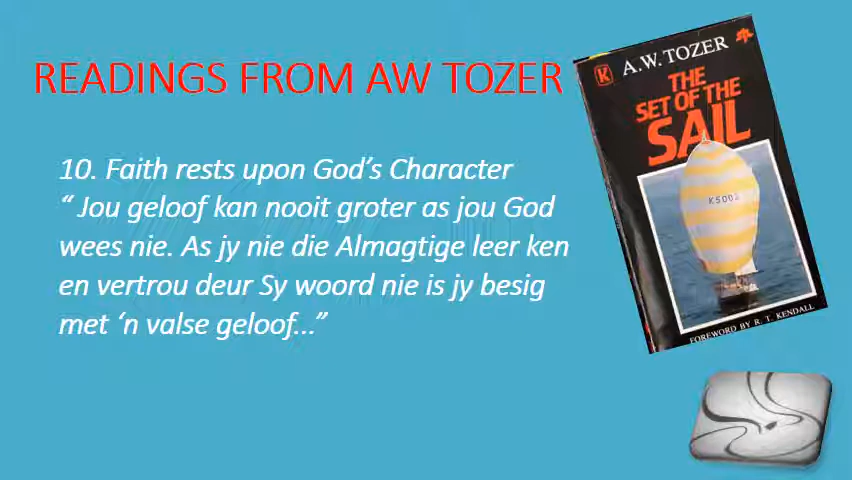 READINGS FROM AW TOZER
10. Faith rests upon God's Character
“ Jou geloof kan nooit groter as jou God
wees nie. As jy nie die Almagtige leer ken
en vertrou deur Sy woord nie is jy besig
met ‘n valse geloof...”
K
A.W. TOZER
THE
SET OF THE
SAIL
K5002
FOREWORD BY R. T. KENDALL